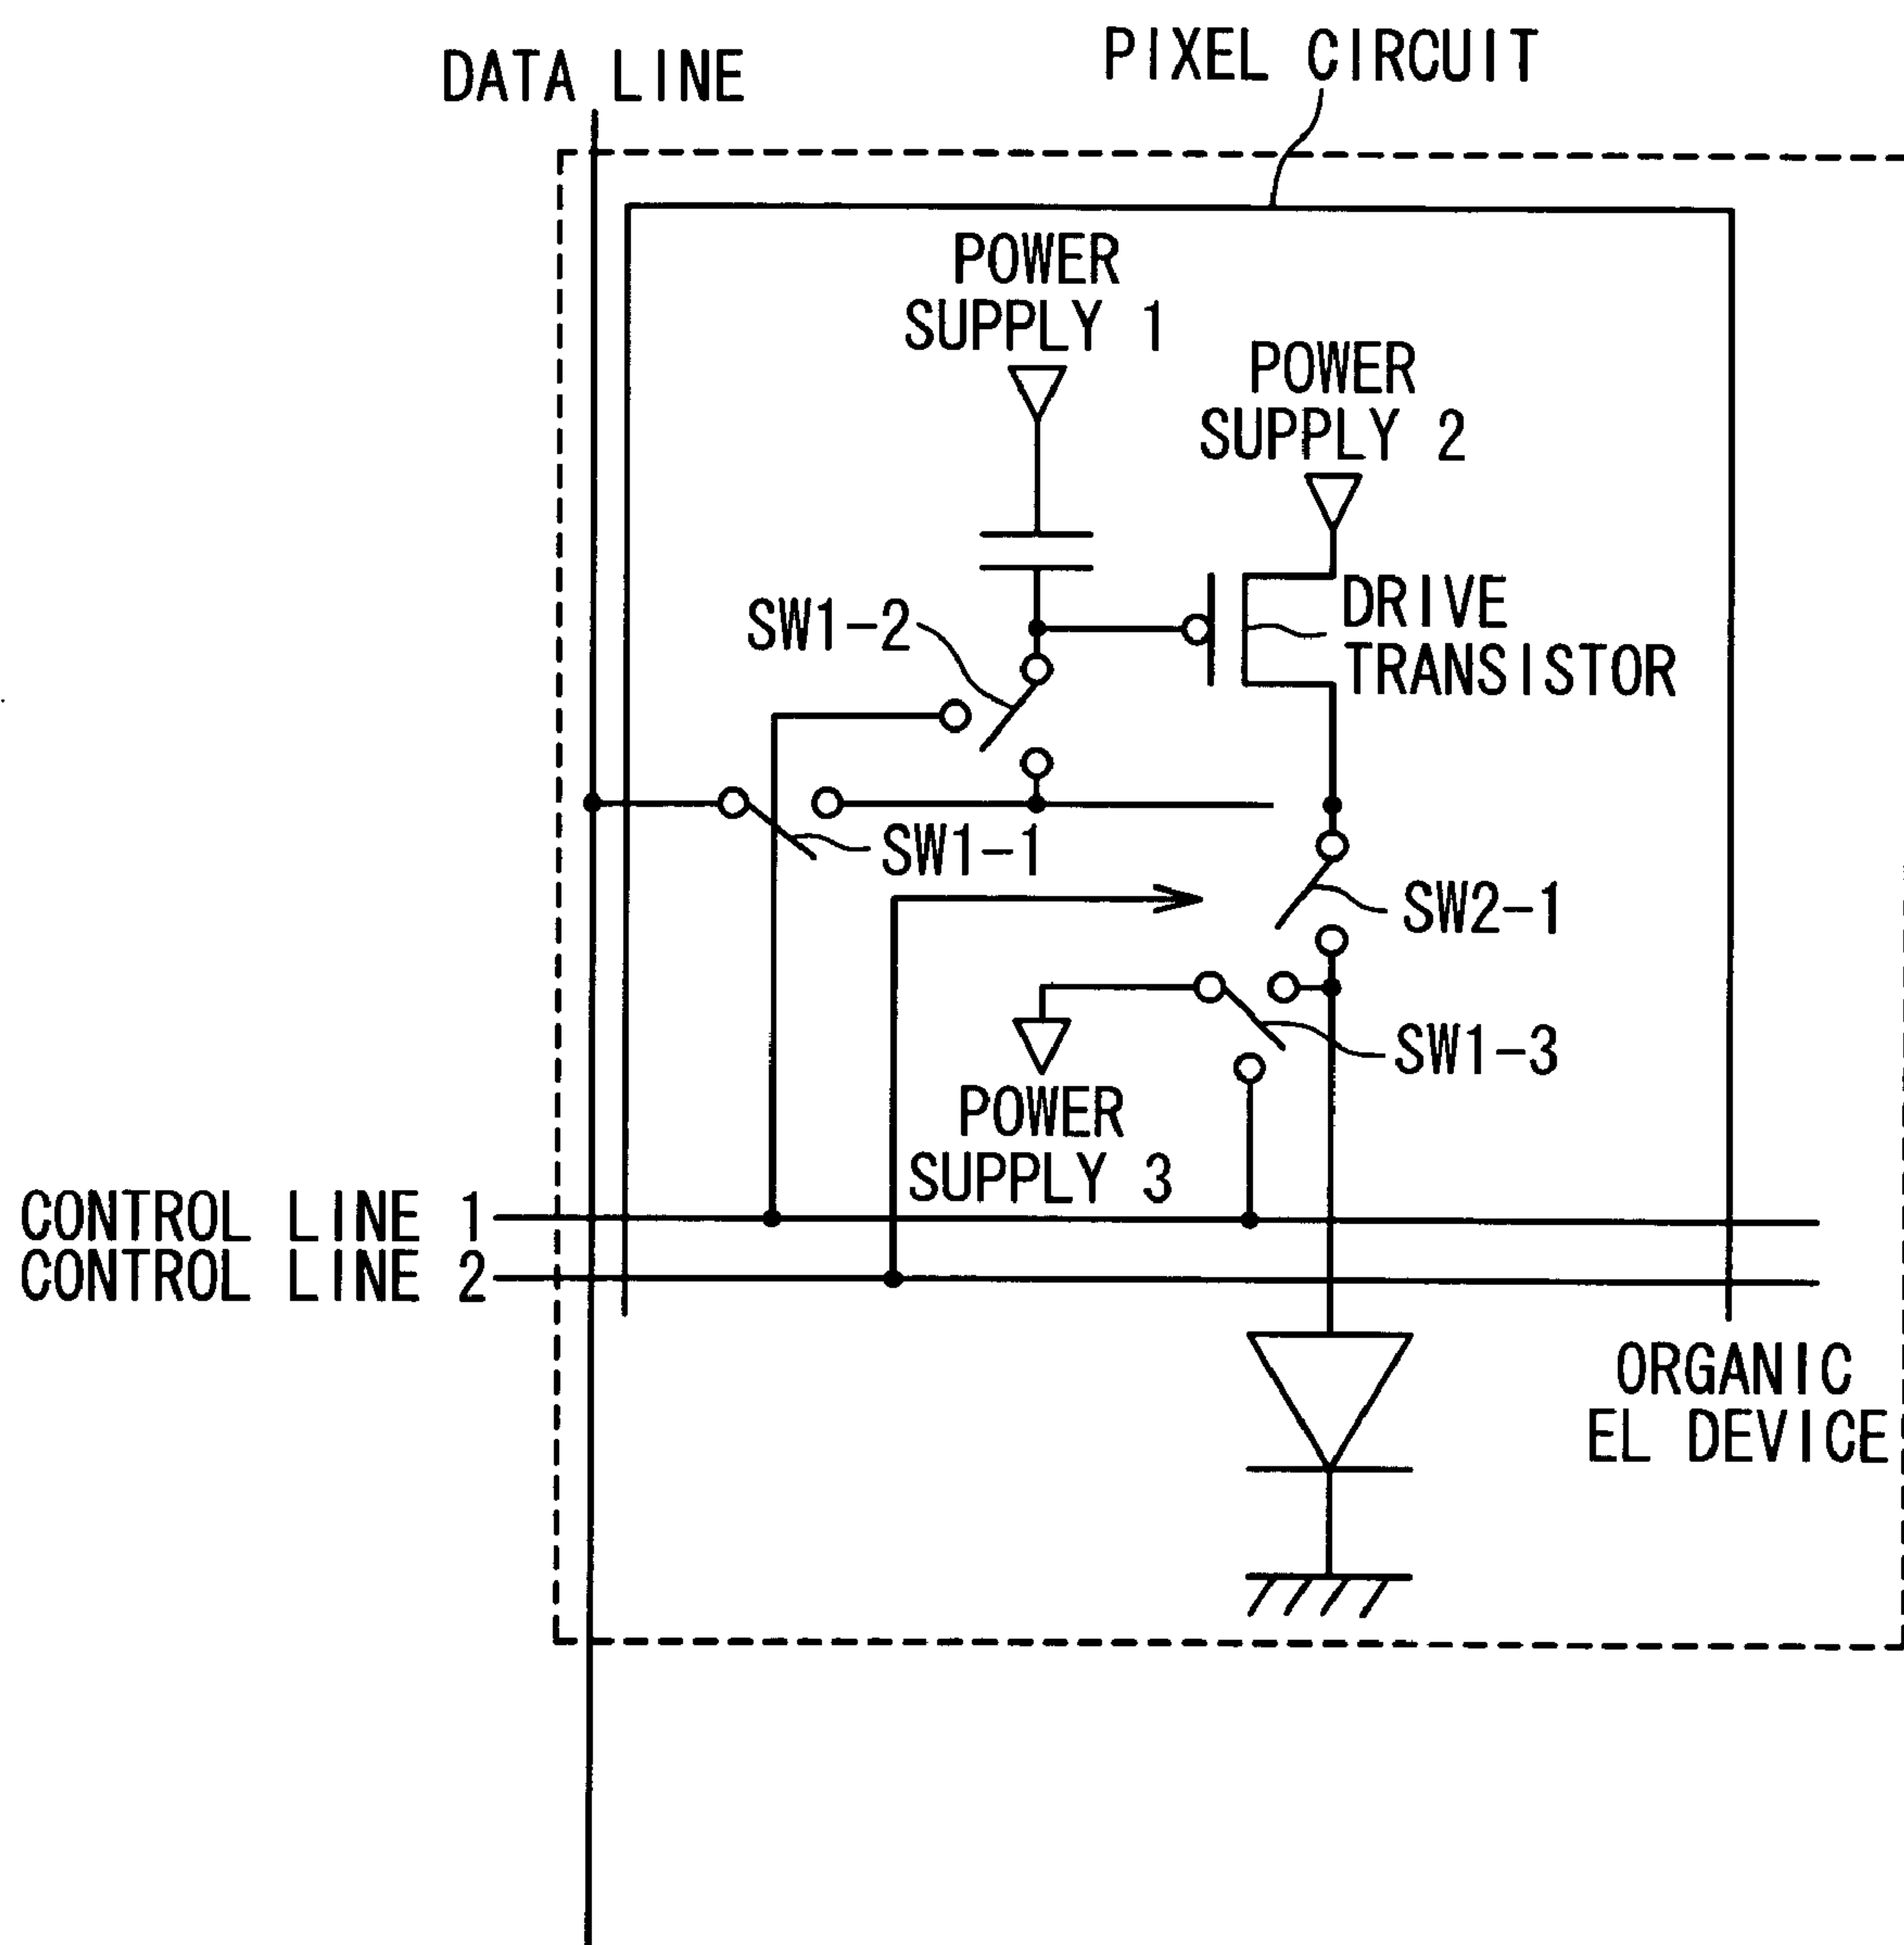 DATA LINE
PIXEL CIRCUIT
POWER
SUPPLY 1
POWER
SUPPLY 2
SW1-2
DRIVE
TRANSISTOR
SW1-1
SW2-1
SW1-3
POWER
SUPPLY 3
CONTROL LINE 1
CONTROL LINE 2
ORGANIC
EL DEVICE